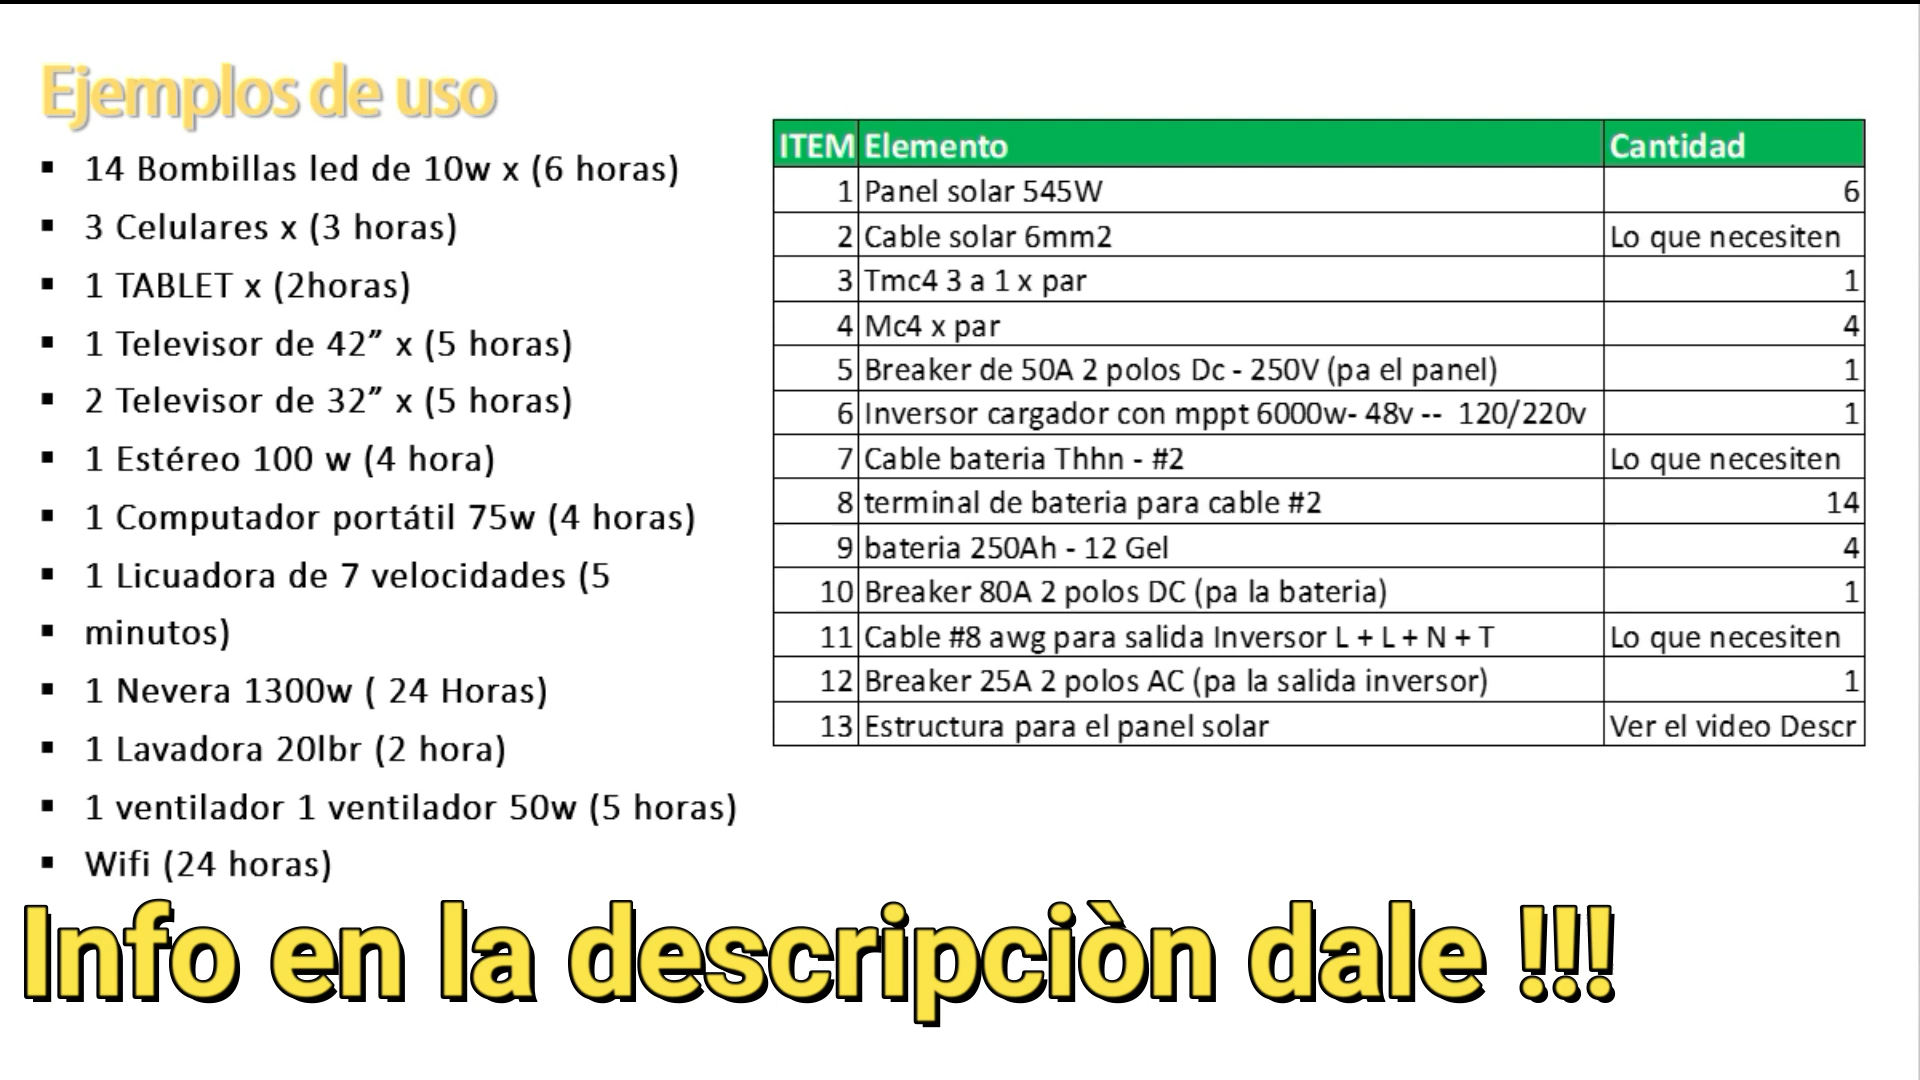 Ejemplos de uso
▪ 14 Bombillas led de 10w x (6 horas)
▪ 3 Celulares x (3 horas)
▪ 1 TABLET x (2horas)
▪ 1 Televisor de 42” x (5 horas)
▪ 2 Televisor de 32” x (5 horas)
▪ 1 Estéreo 100 w (4 hora)
▪ 1 Computador portátil 75w (4 horas)
▪ 1 Licuadora de 7 velocidades (5
▪ minutos)
▪ 1 Nevera 1300w ( 24 Horas)
▪ 1 Lavadora 20lbr (2 hora)
▪ 1 ventilador 1 ventilador 50w (5 horas)
▪ Wifi (24 horas)
ITEM Elemento Cantidad
1 Panel solar 545W 6
2 Cable solar 6mm2 Lo que necesiten
3 Tmc4 3 a 1 x par 1
4 Mc4 x par 4
5 Breaker de 50A 2 polos Dc - 250V (pa el panel) 1
6 Inversor cargador con mppt 6000w- 48v -- 120/220v 1
7 Cable bateria Thhn - #2 Lo que necesiten
8 terminal de bateria para cable #2 14
9 bateria 250Ah - 12 Gel 4
10 Breaker 80A 2 polos DC (pa la bateria) 1
11 Cable #8 awg para salida Inversor L + L + N + T Lo que necesiten
12 Breaker 25A 2 polos AC (pa la salida inversor) 1
13 Estructura para el panel solar Ver el video Descr
Info en la descripciòn dale !!!